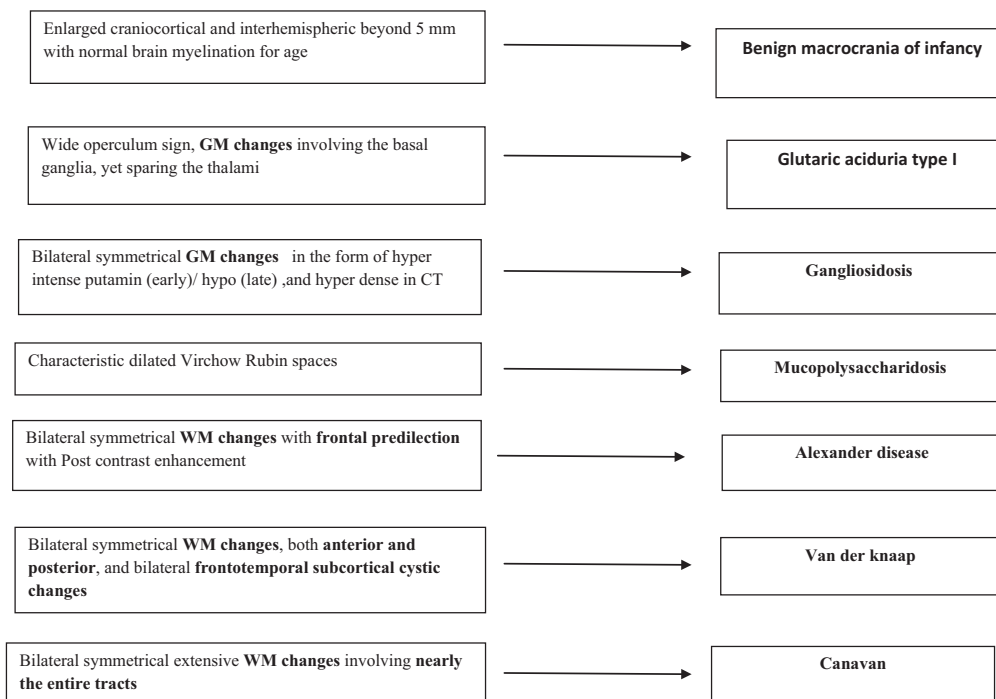 Enlarged craniocortical and interhemispheric beyond 5 mm
with normal brain myelination for age
Benign macrocrania of infancy
Wide operculum sign, GM changes involving the basal
ganglia, yet sparing the thalami
Glutaric aciduria type I
Bilateral symmetrical GM changes in the form of hyper
intense putamin (early)/ hypo (late) ,and hyper dense in CT
Gangliosidosis
Characteristic dilated Virchow Rubin spaces
Mucopolysaccharidosis
Bilateral symmetrical WM changes with frontal predilection
with Post contrast enhancement
Alexander disease
Bilateral symmetrical WM changes, both anterior and
posterior, and bilateral frontotemporal subcortical cystic
changes
Van der knaap
Bilateral symmetrical extensive WM changes involving nearly
the entire tracts
Canavan